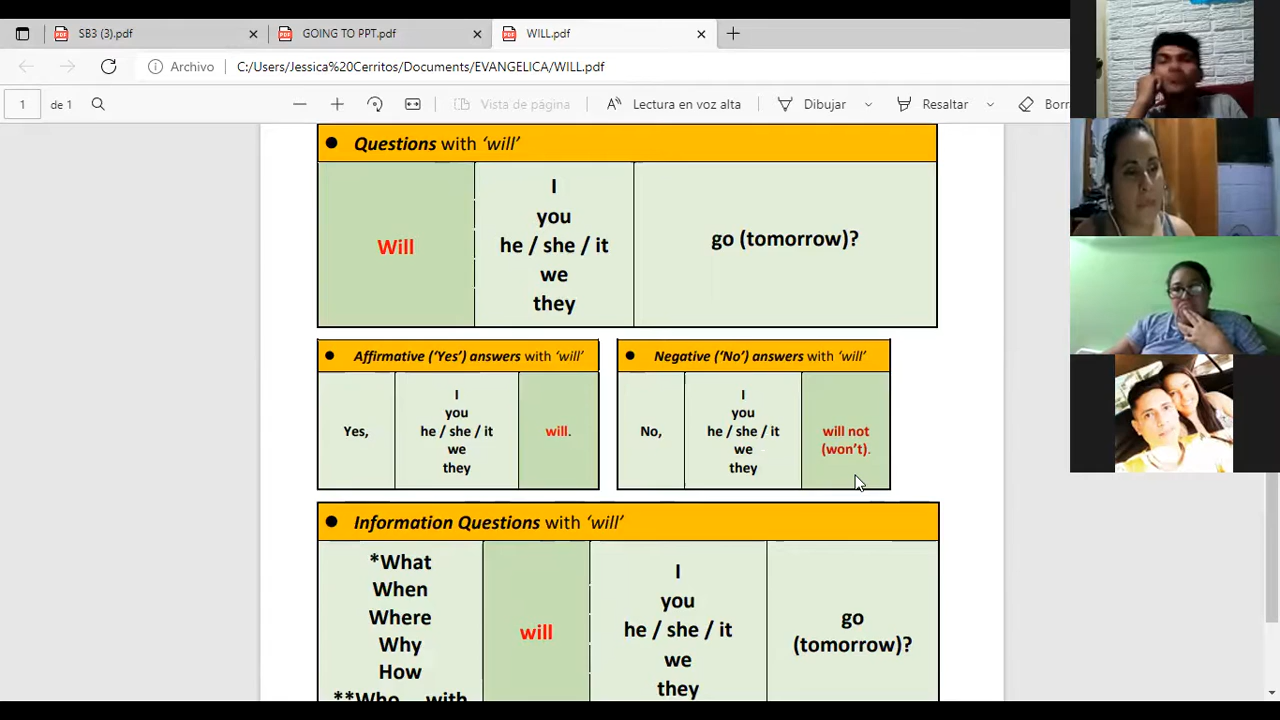 SB3 (3).pdf
GOING TO PPT.pdf
WILL.pdf
Archivo
C:/Users/Jessica%20Cerritos/Documents/EVANGELICA/WILL.pdf
1
de 1
Vista de página
A))
Lectura en voz alta
Dibujar
Resaltar
Borr
Questions with ‘will’
Will
I
you
he / she / it
we
they
go (tomorrow)?
Affirmative (‘Yes’) answers with ‘will’
Yes,
I
you
he / she / it
we
they
will.
Negative (‘No’) answers with ‘will’
No,
I
you
he / she / it
we
they
will not
(won’t).
Information Questions with ‘will’
*What
When
Where
Why
How
**Who... with
will
I
you
he / she / it
we
they
go
(tomorrow)?